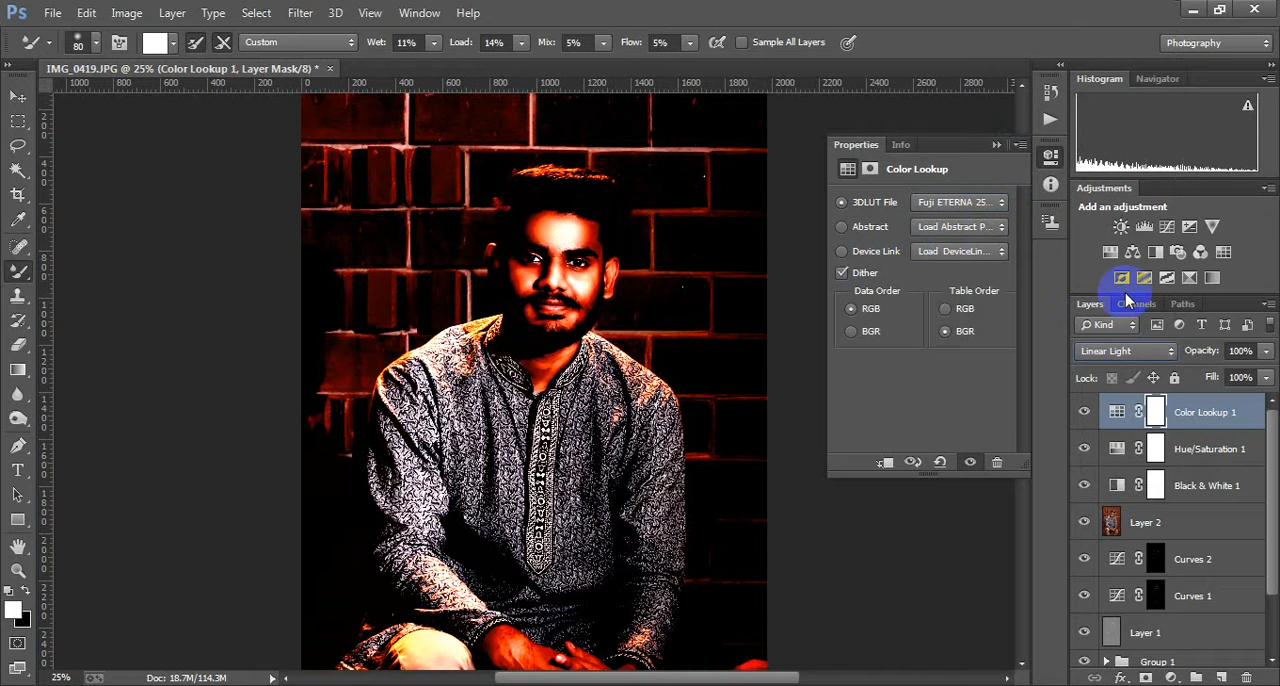 Ps File Edit Image Layer Type Select Filter 3D View Window Help
80 Custom Wet: 11% Load: 14% Mix: 5% Flow: 5% Sample All Layers Photography
IMG_0419.JPG @ 25% (Color Lookup 1, Layer Mask/8) * ×
1000 800 600 400 200 0 200 400 600 800 1000 1200 1400 1600 1800 2000 2200 2400 2600 2800
Histogram Navigator
Properties Info
Color Lookup
3DLUT File Fuji ETERNA 25...
Abstract Load Abstract P...
Device Link Load DeviceLin...
Dither
Data Order Table Order
RGB RGB
BGR BGR
Adjustments
Add an adjustment
Layers Channels Paths
Kind
Linear Light Opacity: 100%
Lock: Fill: 100%
Color Lookup 1
Hue/Saturation 1
Black & White 1
Layer 2
Curves 2
Curves 1
Layer 1
Group 1
25% Doc: 18.7M/114.3M